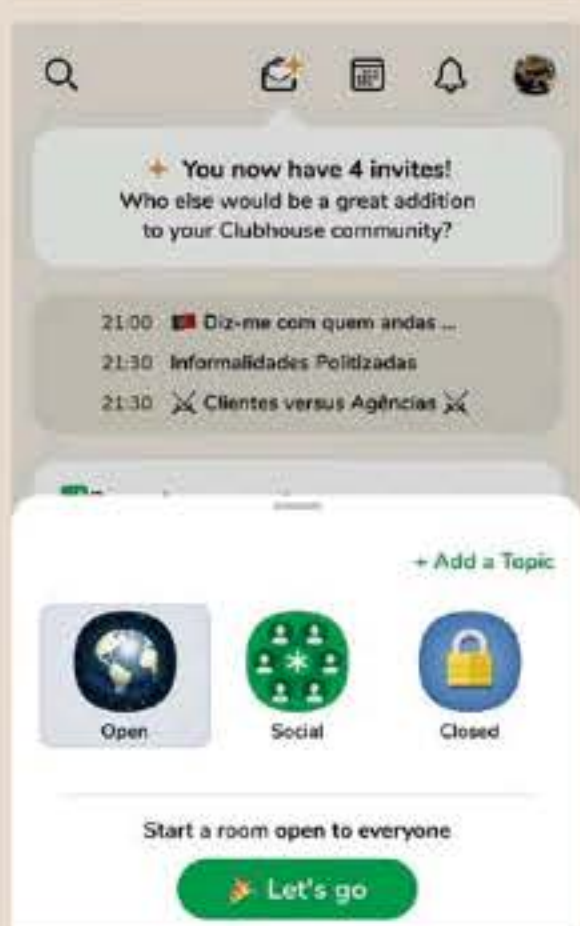 You now have 4 invites!
Who else would be a great addition
to your Clubhouse community?
21:00 Diz-me com quem andas ...
21:30 Informalidades Politizadas
21:30 Clientes versus Agências
+ Add a Topic
Open
Social
Closed
Start a room open to everyone
Let's go